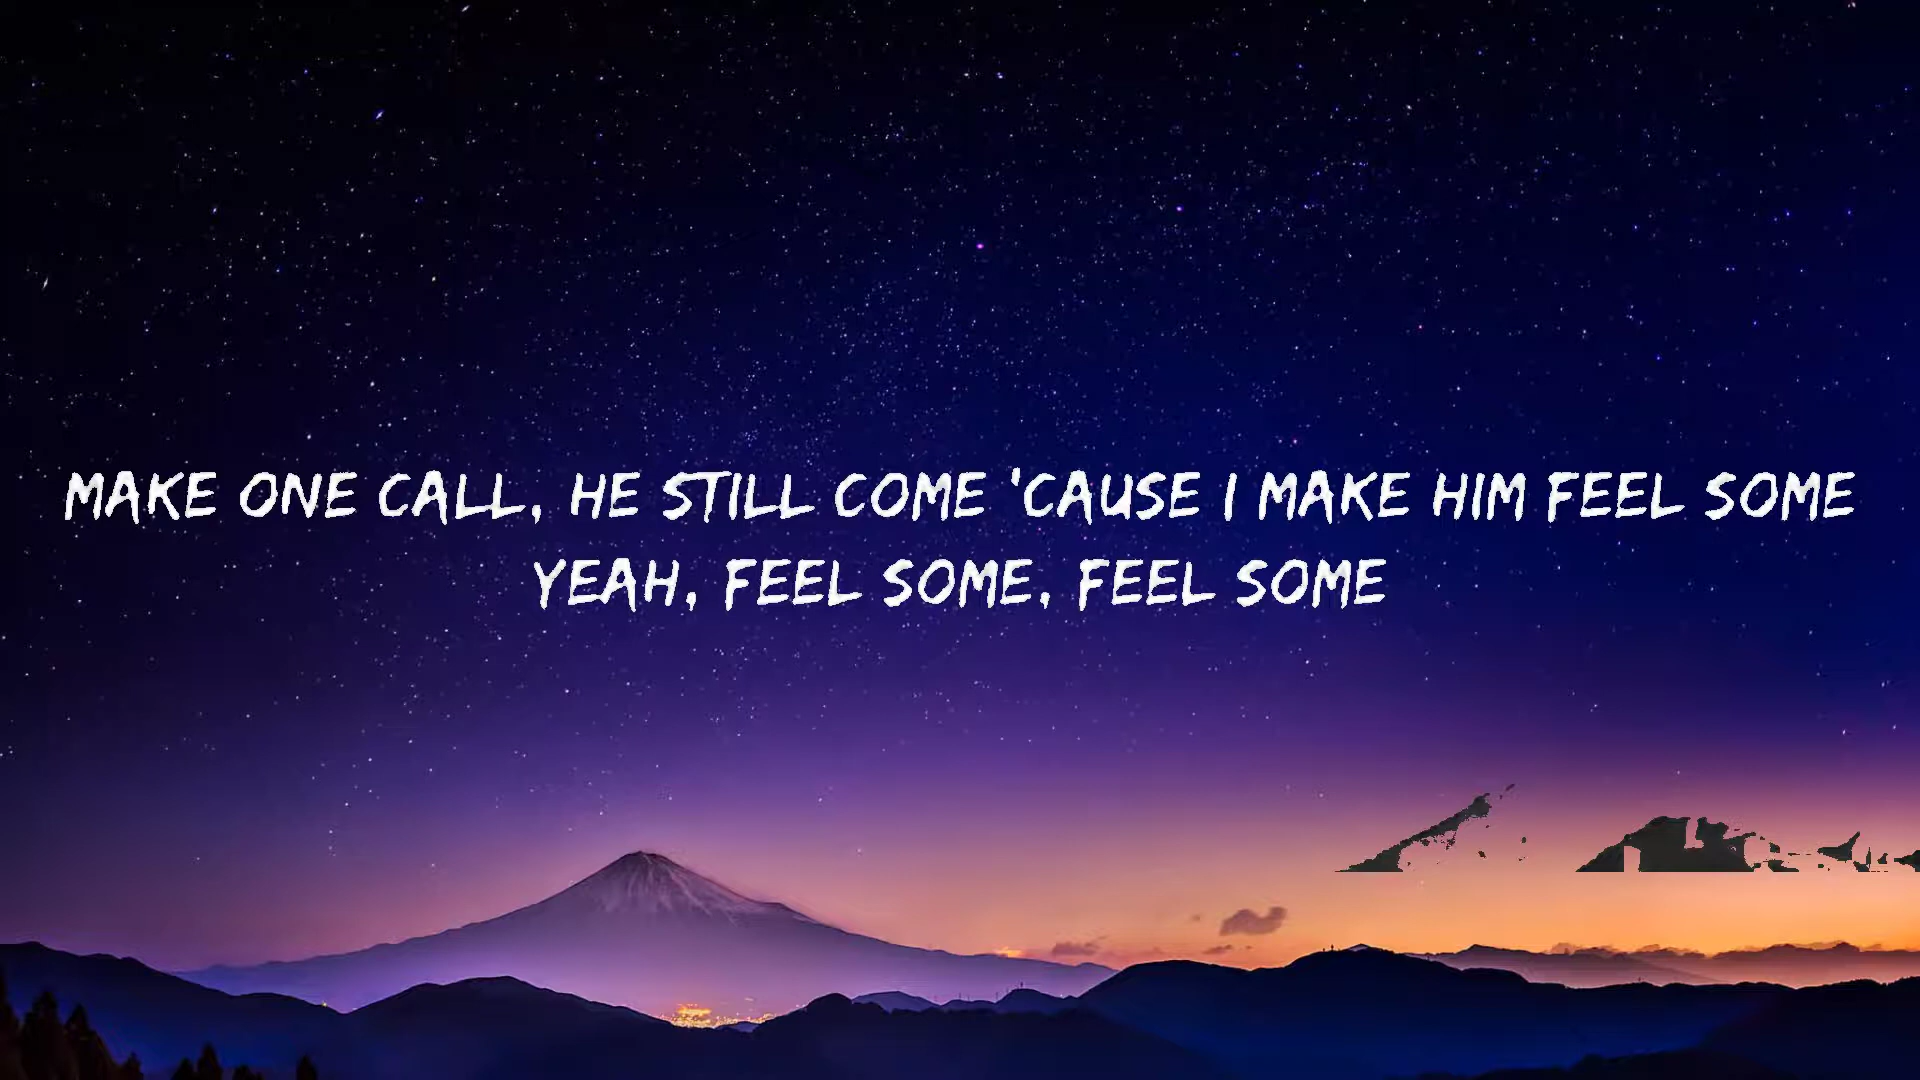 MAKE ONE CALL, HE STILL COME 'CAUSE I MAKE HIM FEEL SOME
YEAH, FEEL SOME, FEEL SOME